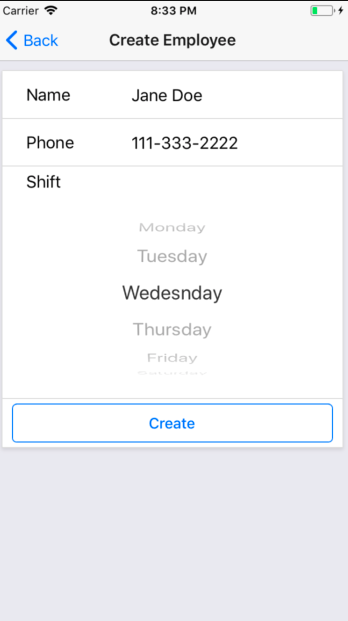 Carrier 8:33 PM
Back Create Employee
Name Jane Doe
Phone 111-333-2222
Shift
Monday
Tuesday
Wedesnday
Thursday
Friday
Saturday
Create